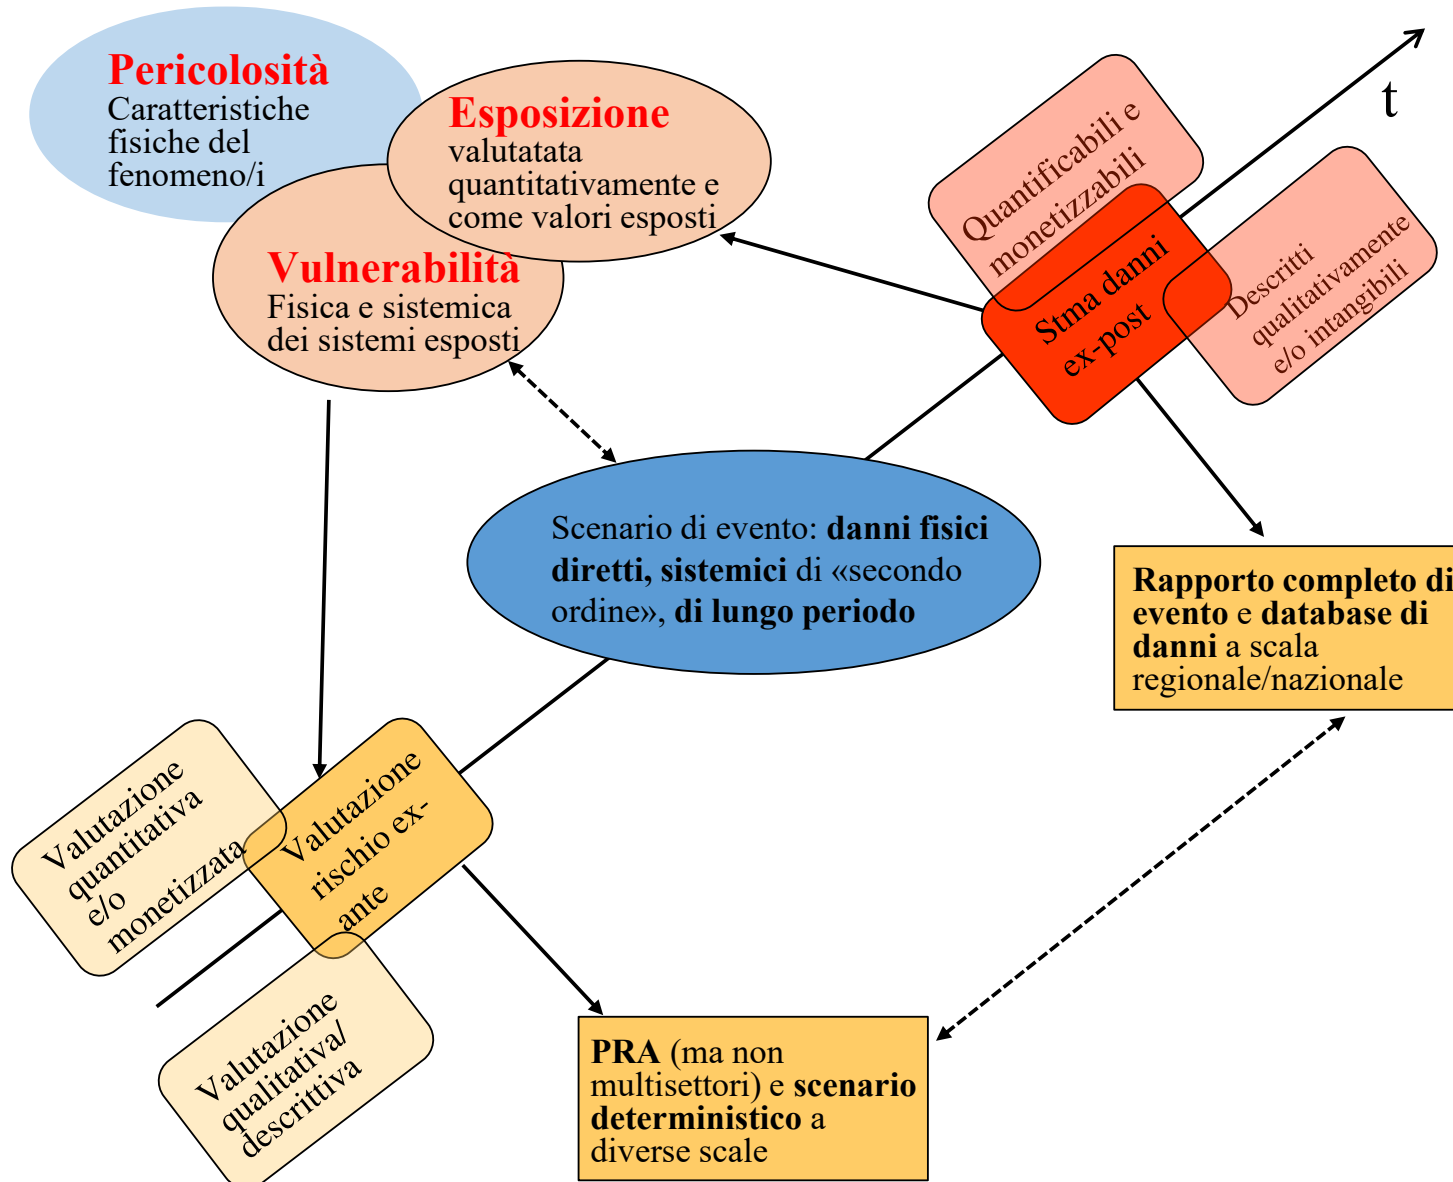 Pericolosità
Caratteristiche
fisiche del
fenomeno/i
Esposizione
valutatata
quantitativamente e
come valori esposti
Vulnerabilità
Fisica e sistemica
dei sistemi esposti
t
Quantificabili e
monetizzabili
Stma danni
ex-post
Descritti
qualitativamente
e/o intangibili
Scenario di evento: danni fisici
diretti, sistemici di «secondo
ordine», di lungo periodo
Rapporto completo di
evento e database di
danni a scala
regionale/nazionale
Valutazione
quantitativa
e/o
monetizzata
Valutazione
rischio ex-
ante
Valutazione
qualitativa/
descrittiva
PRA (ma non
multisettori) e scenario
deterministico a
diverse scale